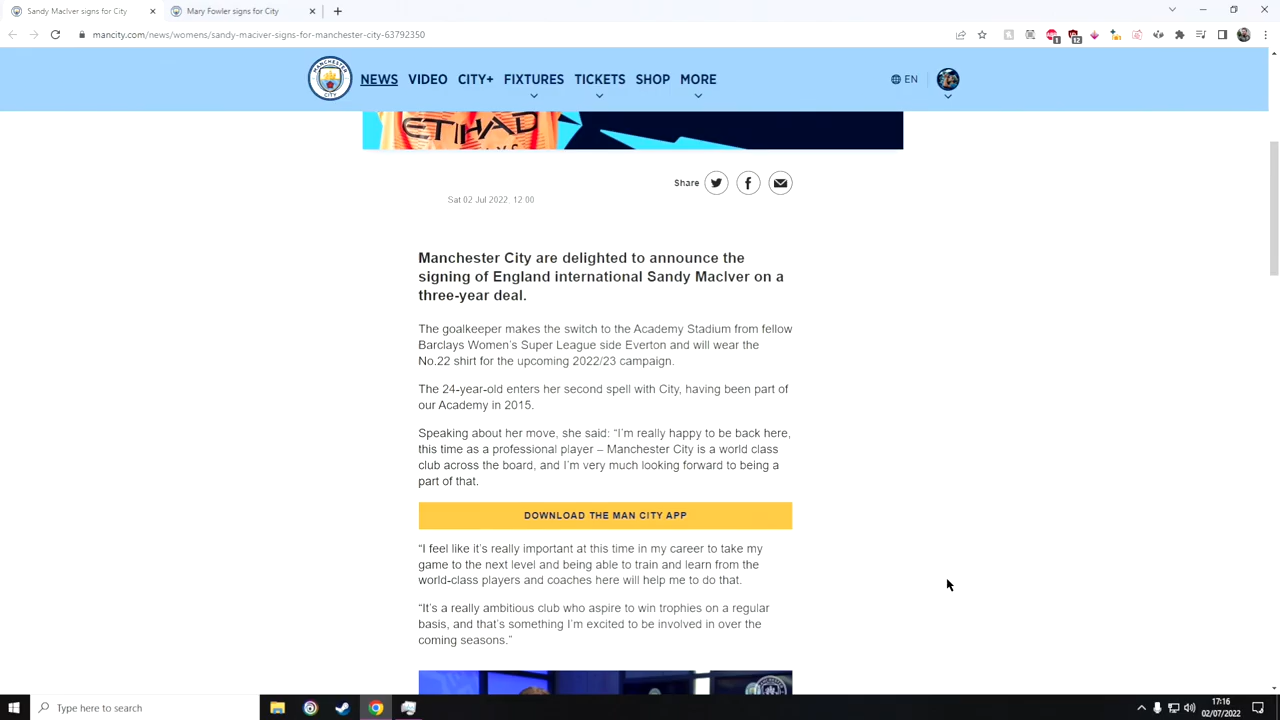 Sandy MacIver signs for City
Mary Fowler signs for City
mancity.com/news/womens/sandy-maciver-signs-for-manchester-city-63792350
1
12
MANCHESTER
CITY
NEWS VIDEO CITY+ FIXTURES TICKETS SHOP MORE
EN
ETIHAD
Share
Sat 02 Jul 2022, 12:00
Manchester City are delighted to announce the
signing of England international Sandy MacIver on a
three-year deal.
The goalkeeper makes the switch to the Academy Stadium from fellow
Barclays Women’s Super League side Everton and will wear the
No.22 shirt for the upcoming 2022/23 campaign.
The 24-year-old enters her second spell with City, having been part of
our Academy in 2015.
Speaking about her move, she said: “I’m really happy to be back here,
this time as a professional player – Manchester City is a world class
club across the board, and I’m very much looking forward to being a
part of that.
DOWNLOAD THE MAN CITY APP
“I feel like it’s really important at this time in my career to take my
game to the next level and being able to train and learn from the
world-class players and coaches here will help me to do that.
“It’s a really ambitious club who aspire to win trophies on a regular
basis, and that’s something I’m excited to be involved in over the
coming seasons.”
Type here to search
17:16
02/07/2022